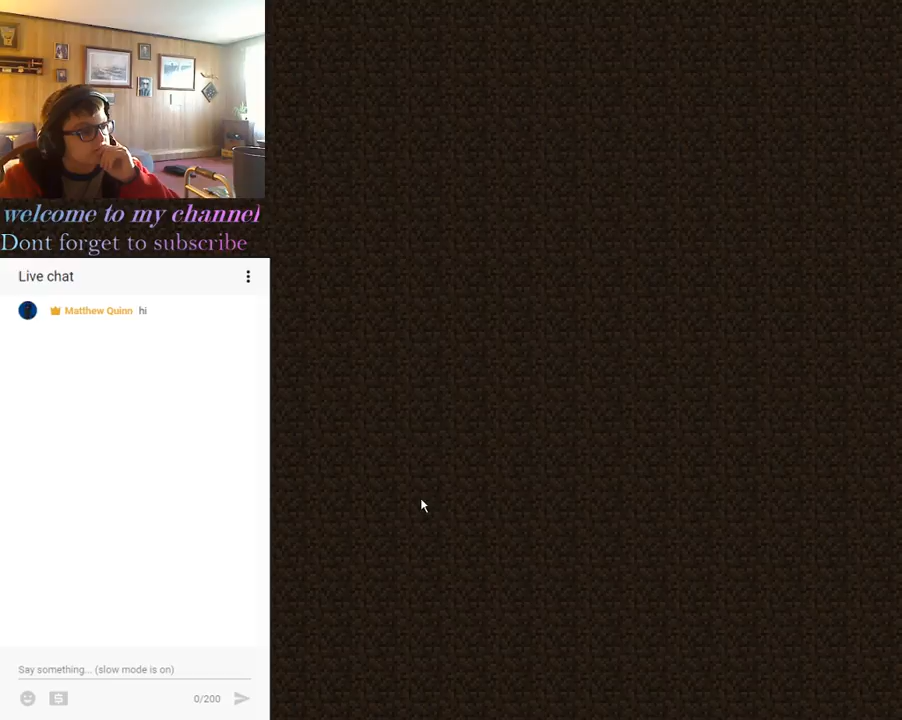 welcome to my channel
Dont forget to subscribe
Live chat
Matthew Quinn hi
Say something... (slow mode is on)
0/200